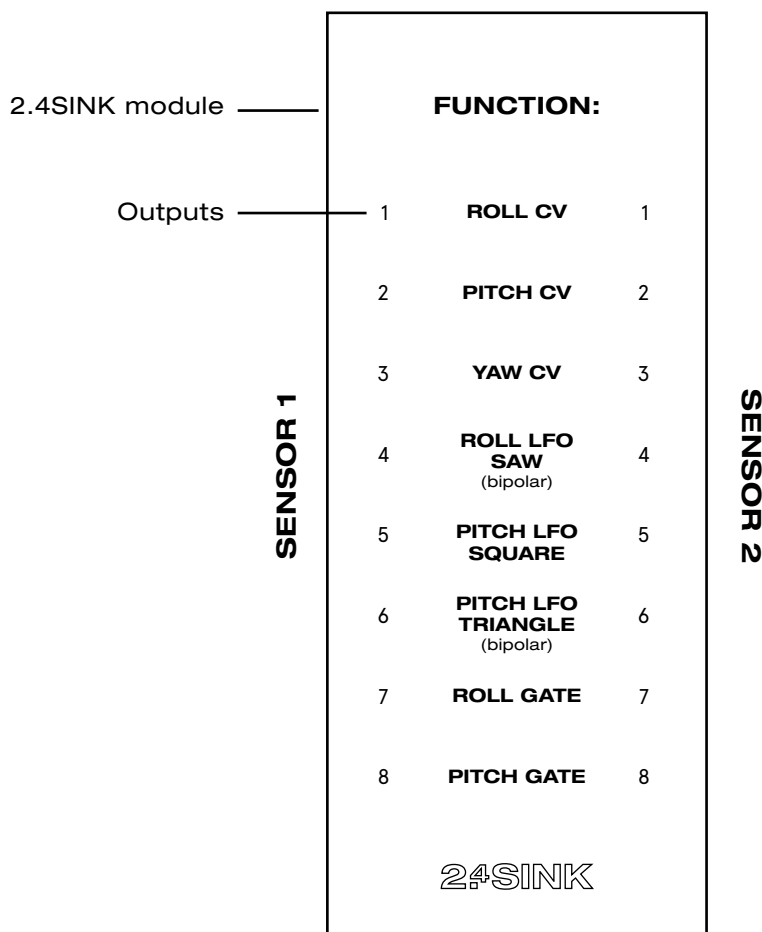 2.4SINK module
FUNCTION:
Outputs
1 ROLL CV 1
2 PITCH CV 2
3 YAW CV 3
SENSOR 1
SENSOR 2
4 ROLL LFO SAW (bipolar) 4
5 PITCH LFO SQUARE 5
6 PITCH LFO TRIANGLE (bipolar) 6
7 ROLL GATE 7
8 PITCH GATE 8
2.4SINK